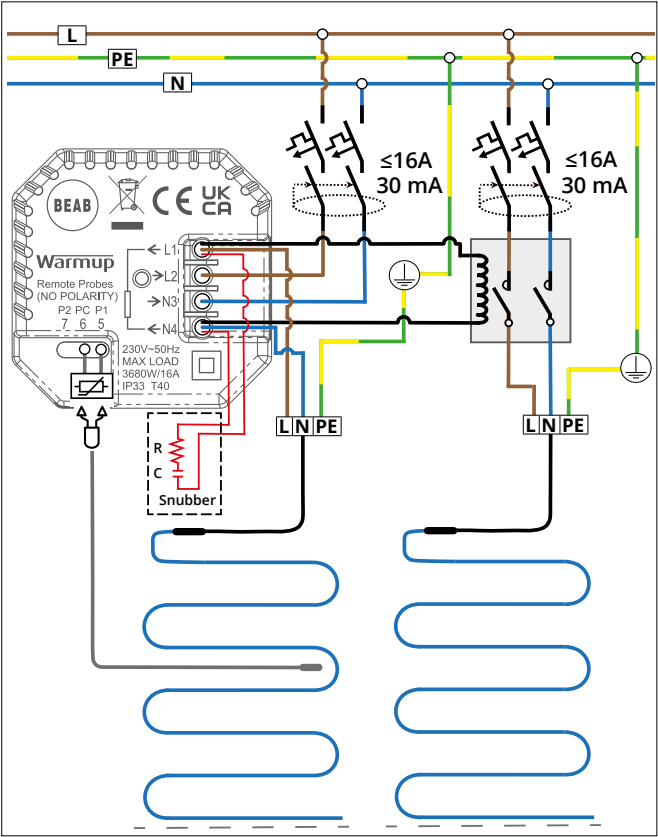 L
PE
N
≤16A
30 mA
≤16A
30 mA
BEAB
CE
UK
CA
Warmup
Remote Probes
(NO POLARITY)
P2 PC P1
7 6 5
L1
L2
N3
N4
230V~50Hz
MAX LOAD
3680W/16A
IP33 T40
L N PE
L N PE
R
C
Snubber